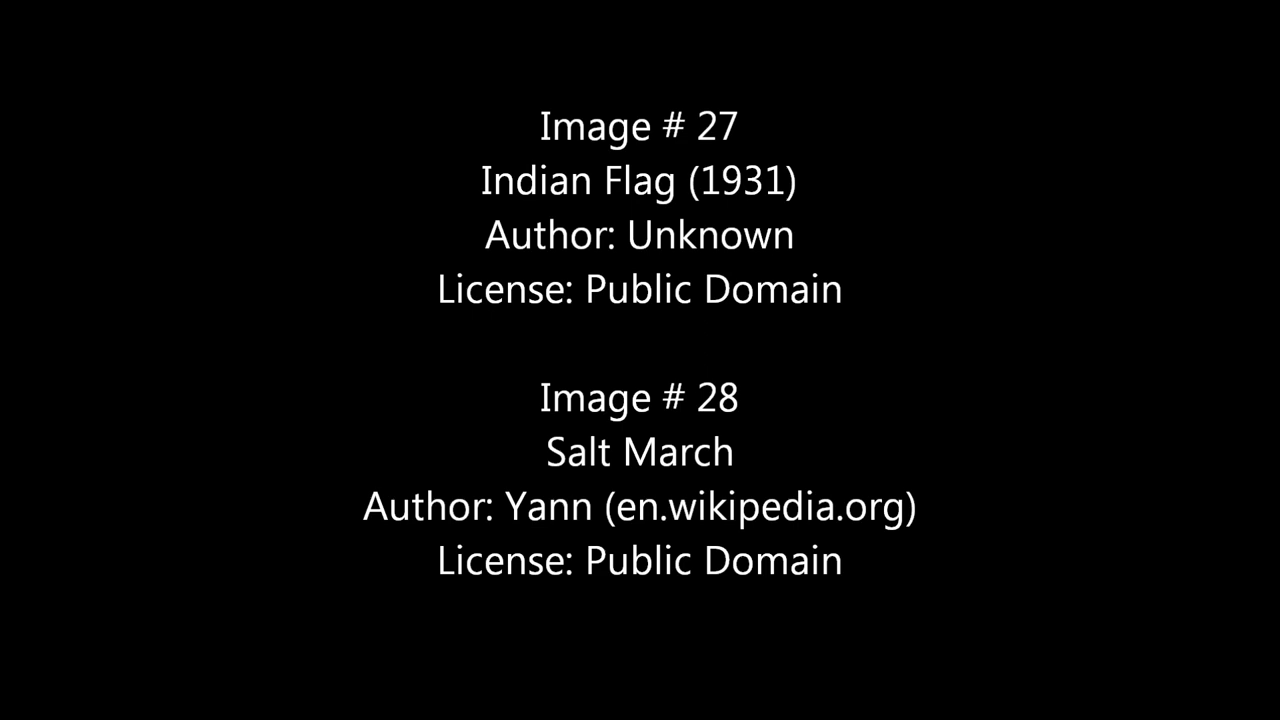 Image # 27
Indian Flag (1931)
Author: Unknown
License: Public Domain
Image # 28
Salt March
Author: Yann (en.wikipedia.org)
License: Public Domain